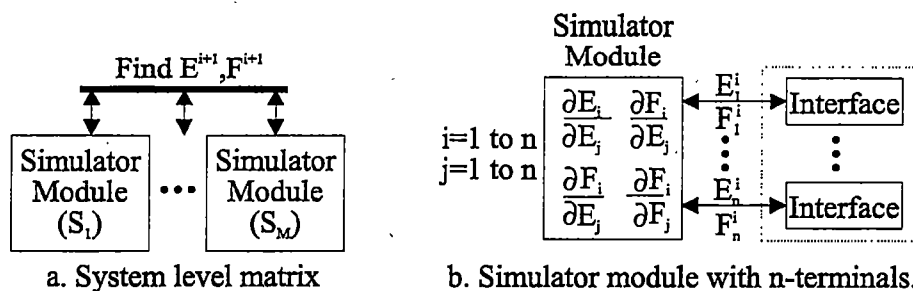 Find E^{i+1},F^{i+1}
Simulator
Module
(S_1)
•••
Simulator
Module
(S_M)
a. System level matrix
Simulator
Module
i=1 to n
j=1 to n
∂E_i/∂E_j ∂F_i/∂E_j
∂F_i/∂E_j ∂F_i/∂F_j
E_1^i
F_1^i
E_n^i
F_n^i
Interface
Interface
b. Simulator module with n-terminals.